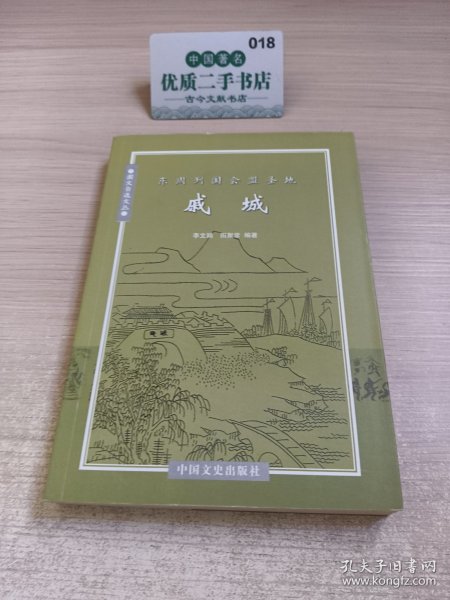 018
中国著名
优质二手书店
古今文献书店
东周列国会盟圣地
戚城
编著
中国文史出版社
孔夫子旧书网
www.kongfz.com